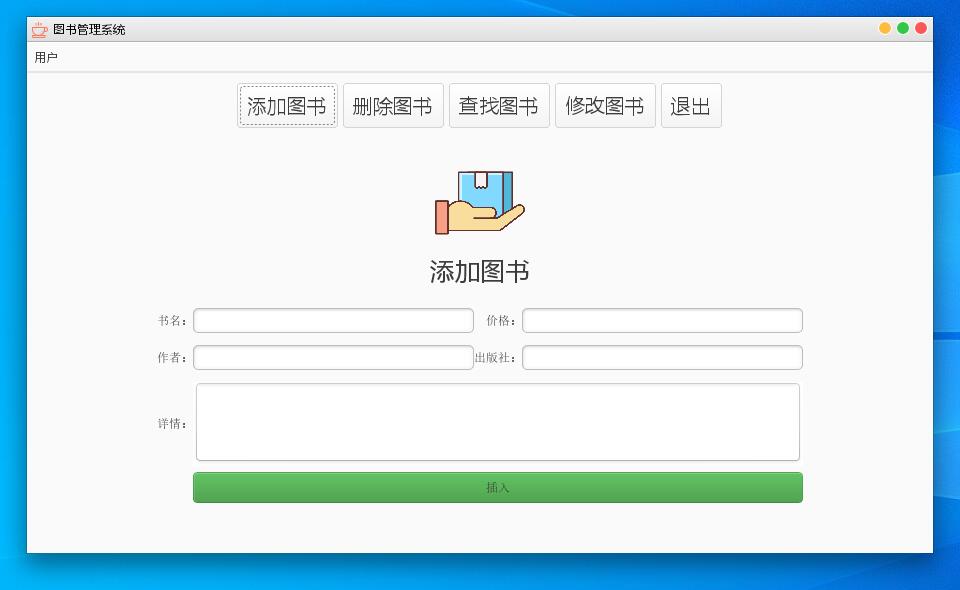 图书管理系统
用户
添加图书 删除图书 查找图书 修改图书 退出
添加图书
书名： 价格：
作者： 出版社：
详情：
插入